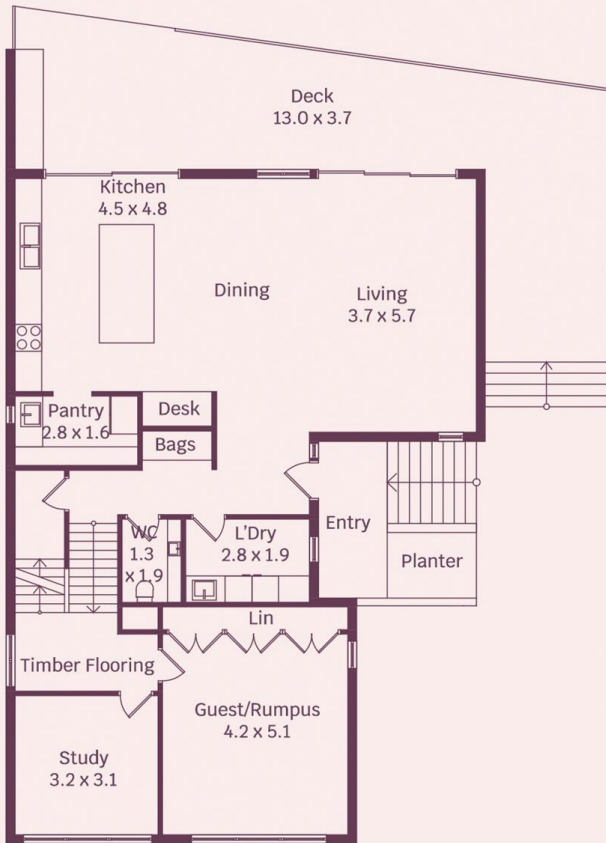 Deck
13.0 x 3.7
Kitchen
4.5 x 4.8
Dining
Living
3.7 x 5.7
Pantry
2.8 x 1.6
Desk
Bags
Entry
Planter
WC
1.3
x 1.9
L'Dry
2.8 x 1.9
Lin
Timber Flooring
Guest/Rumpus
4.2 x 5.1
Study
3.2 x 3.1